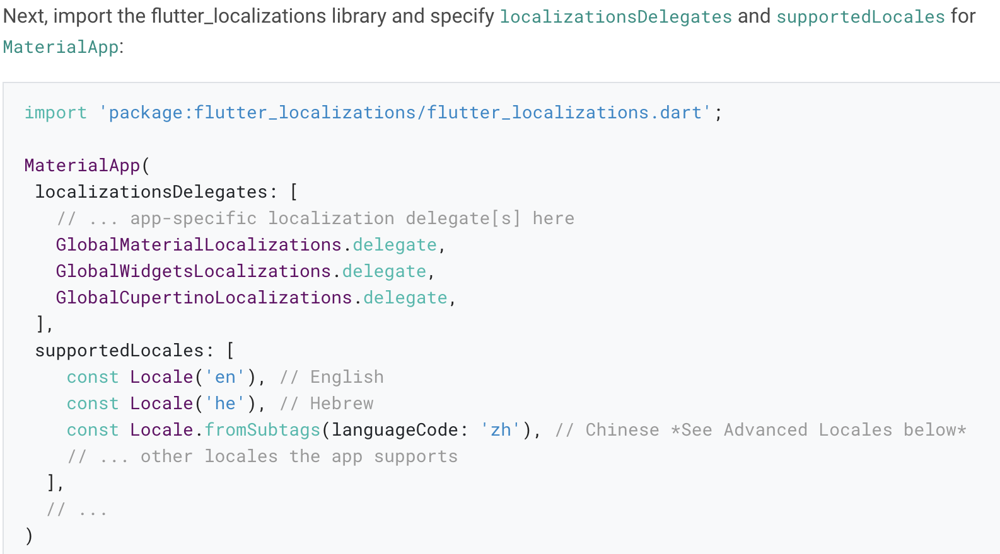 Next, import the flutter_localizations library and specify localizationsDelegates and supportedLocales for
MaterialApp:
import 'package:flutter_localizations/flutter_localizations.dart';
MaterialApp(
localizationsDelegates: [
// ... app-specific localization delegate[s] here
GlobalMaterialLocalizations.delegate,
GlobalWidgetsLocalizations.delegate,
GlobalCupertinoLocalizations.delegate,
],
supportedLocales: [
const Locale('en'), // English
const Locale('he'), // Hebrew
const Locale.fromSubtags(languageCode: 'zh'), // Chinese *See Advanced Locales below*
// ... other locales the app supports
],
// ...
)